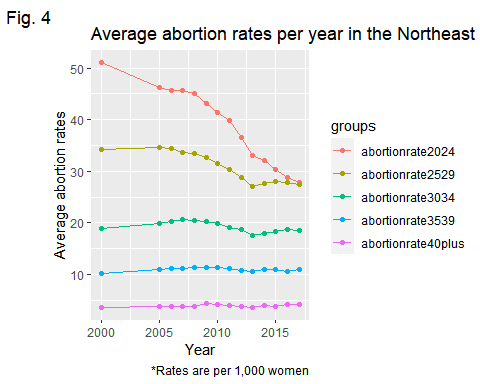 Fig. 4
Average abortion rates per year in the Northeast
50
40
30
20
10
Average abortion rates
2000
2005
2010
2015
Year
groups
abortionrate2024
abortionrate2529
abortionrate3034
abortionrate3539
abortionrate40plus
*Rates are per 1,000 women